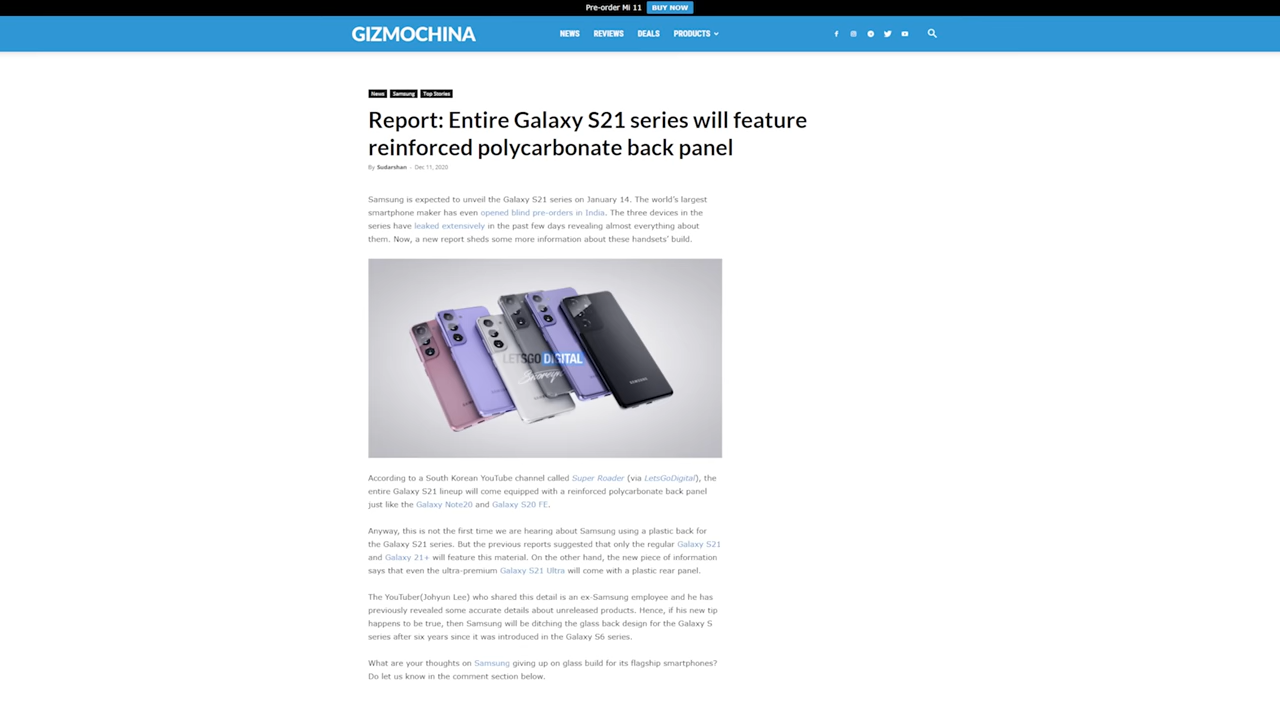 Pre-order Mi 11 BUY NOW
GIZMOCHINA NEWS REVIEWS DEALS PRODUCTS
News Samsung Top Stories
Report: Entire Galaxy S21 series will feature
reinforced polycarbonate back panel
By Sudarshan - Dec 11, 2020
Samsung is expected to unveil the Galaxy S21 series on January 14. The world's largest
smartphone maker has even opened blind pre-orders in India. The three devices in the
series have leaked extensively in the past few days revealing almost everything about
them. Now, a new report sheds some more information about these handsets' build.
LETSGO DIGITAL
SAMSUNG
According to a South Korean YouTube channel called Super Roader (via LetsGoDigital), the
entire Galaxy S21 lineup will come equipped with a reinforced polycarbonate back panel
just like the Galaxy Note20 and Galaxy S20 FE.
Anyway, this is not the first time we are hearing about Samsung using a plastic back for
the Galaxy S21 series. But the previous reports suggested that only the regular Galaxy S21
and Galaxy 21+ will feature this material. On the other hand, the new piece of information
says that even the ultra-premium Galaxy S21 Ultra will come with a plastic rear panel.
The YouTuber(Johyun Lee) who shared this detail is an ex-Samsung employee and he has
previously revealed some accurate details about unreleased products. Hence, if his new tip
happens to be true, then Samsung will be ditching the glass back design for the Galaxy S
series after six years since it was introduced in the Galaxy S6 series.
What are your thoughts on Samsung giving up on glass build for its flagship smartphones?
Do let us know in the comment section below.